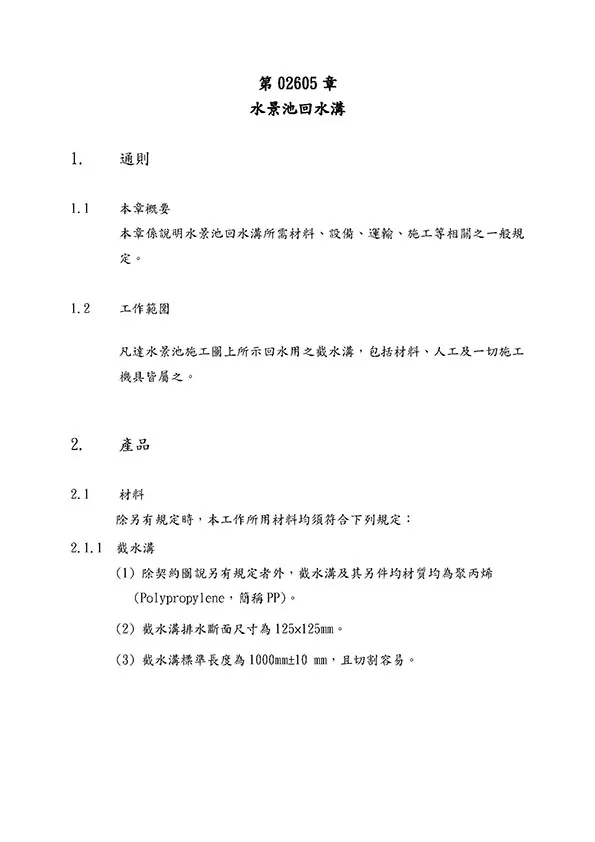 第 02605 章
水景池回水溝
1. 通則
1.1 本章概要
本章係說明水景池回水溝所需材料、設備、運輸、施工等相關之一般規
定。
1.2 工作範圍
凡達水景池施工圖上所示回水用之截水溝，包括材料、人工及一切施工
機具皆屬之。
2. 產品
2.1 材料
除另有規定時，本工作所用材料均須符合下列規定：
2.1.1 截水溝
(1) 除契約圖說另有規定者外，截水溝及其另件均材質均為聚丙烯
(Polypropylene，簡稱 PP)。
(2) 截水溝排水斷面尺寸為 125x125mm。
(3) 截水溝標準長度為 1000mm±10 mm，且切割容易。